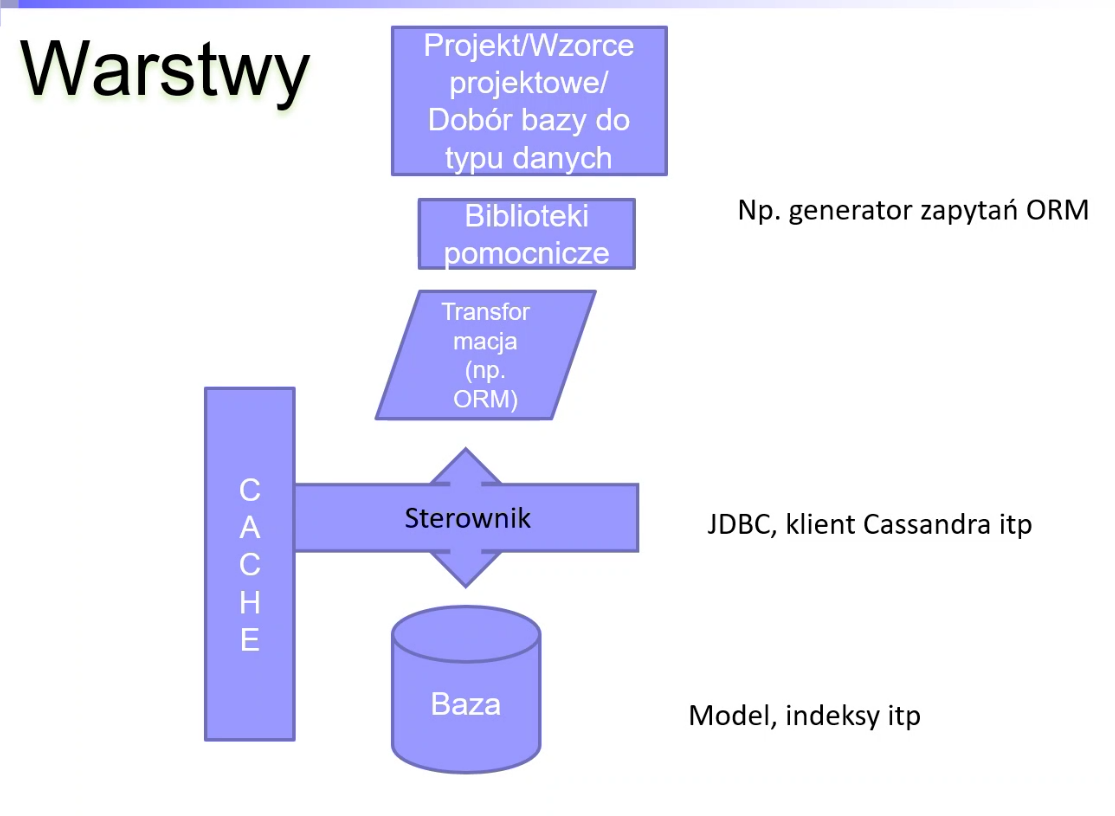 Warstwy
Projekt/Wzorce
projektowe/
Dobór bazy do
typu danych
Biblioteki
pomocnicze
Np. generator zapytań ORM
Transfor
macja
(np.
ORM)
C
A
C
H
E
Sterownik
JDBC, klient Cassandra itp
Baza
Model, indeksy itp